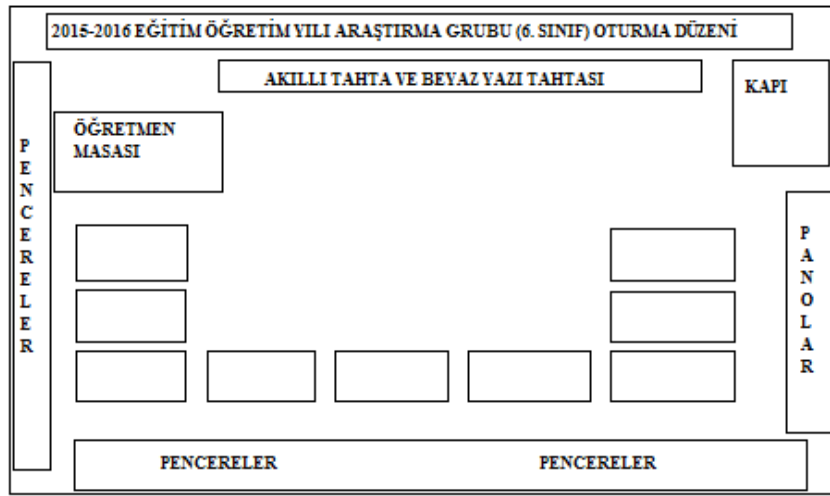 2015-2016 EĞİTİM ÖĞRETİM YILI ARAŞTIRMA GRUBU (6. SINIF) OTURMA DÜZENİ
AKILLI TAHTA VE BEYAZ YAZI TAHTASI
KAPI
ÖĞRETMEN
MASASI
PENCERELER
PANOLAR
PENCERELER PENCERELER